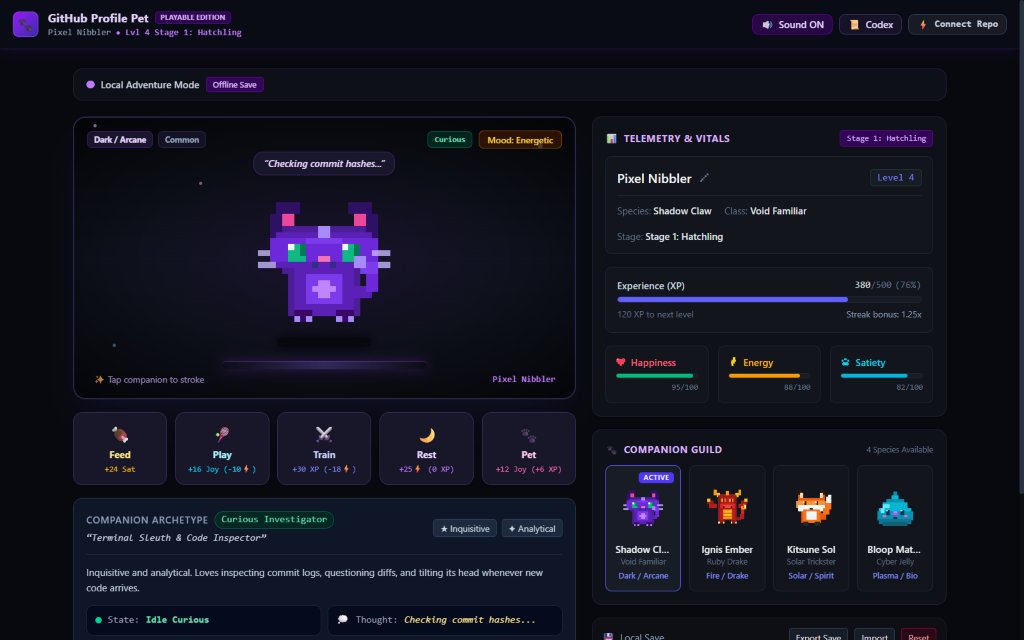 GitHub Profile Pet PLAYABLE EDITION
Pixel Nibbler ● Lvl 4 Stage 1: Hatchling
Sound ON
Codex
Connect Repo
Local Adventure Mode Offline Save
Dark / Arcane Common
Curious Mood: Energetic
"Checking commit hashes..."
Tap companion to stroke
Pixel Nibbler
Feed
+24 Sat
Play
+16 Joy (-10⚡)
Train
+30 XP (-18⚡)
Rest
+25⚡ (0 XP)
Pet
+12 Joy (+6 XP)
COMPANION ARCHETYPE Curious Investigator
"Terminal Sleuth & Code Inspector"
★ Inquisitive
✦ Analytical
Inquisitive and analytical. Loves inspecting commit logs, questioning diffs, and tilting its head whenever new
code arrives.
State: Idle Curious
Thought: Checking commit hashes...
TELEMETRY & VITALS
Stage 1: Hatchling
Pixel Nibbler
Level 4
Species: Shadow Claw Class: Void Familiar
Stage: Stage 1: Hatchling
Experience (XP)
380/500 (76%)
120 XP to next level
Streak bonus: 1.25x
Happiness
95/100
Energy
88/100
Satiety
82/100
COMPANION GUILD
4 Species Available
ACTIVE
Shadow Cl...
Void Familiar
Dark / Arcane
Ignis Ember
Ruby Drake
Fire / Drake
Kitsune Sol
Solar Trickster
Solar / Spirit
Bloop Mat...
Cyber Jelly
Plasma / Bio
Local Save
Export Save
Import
Reset